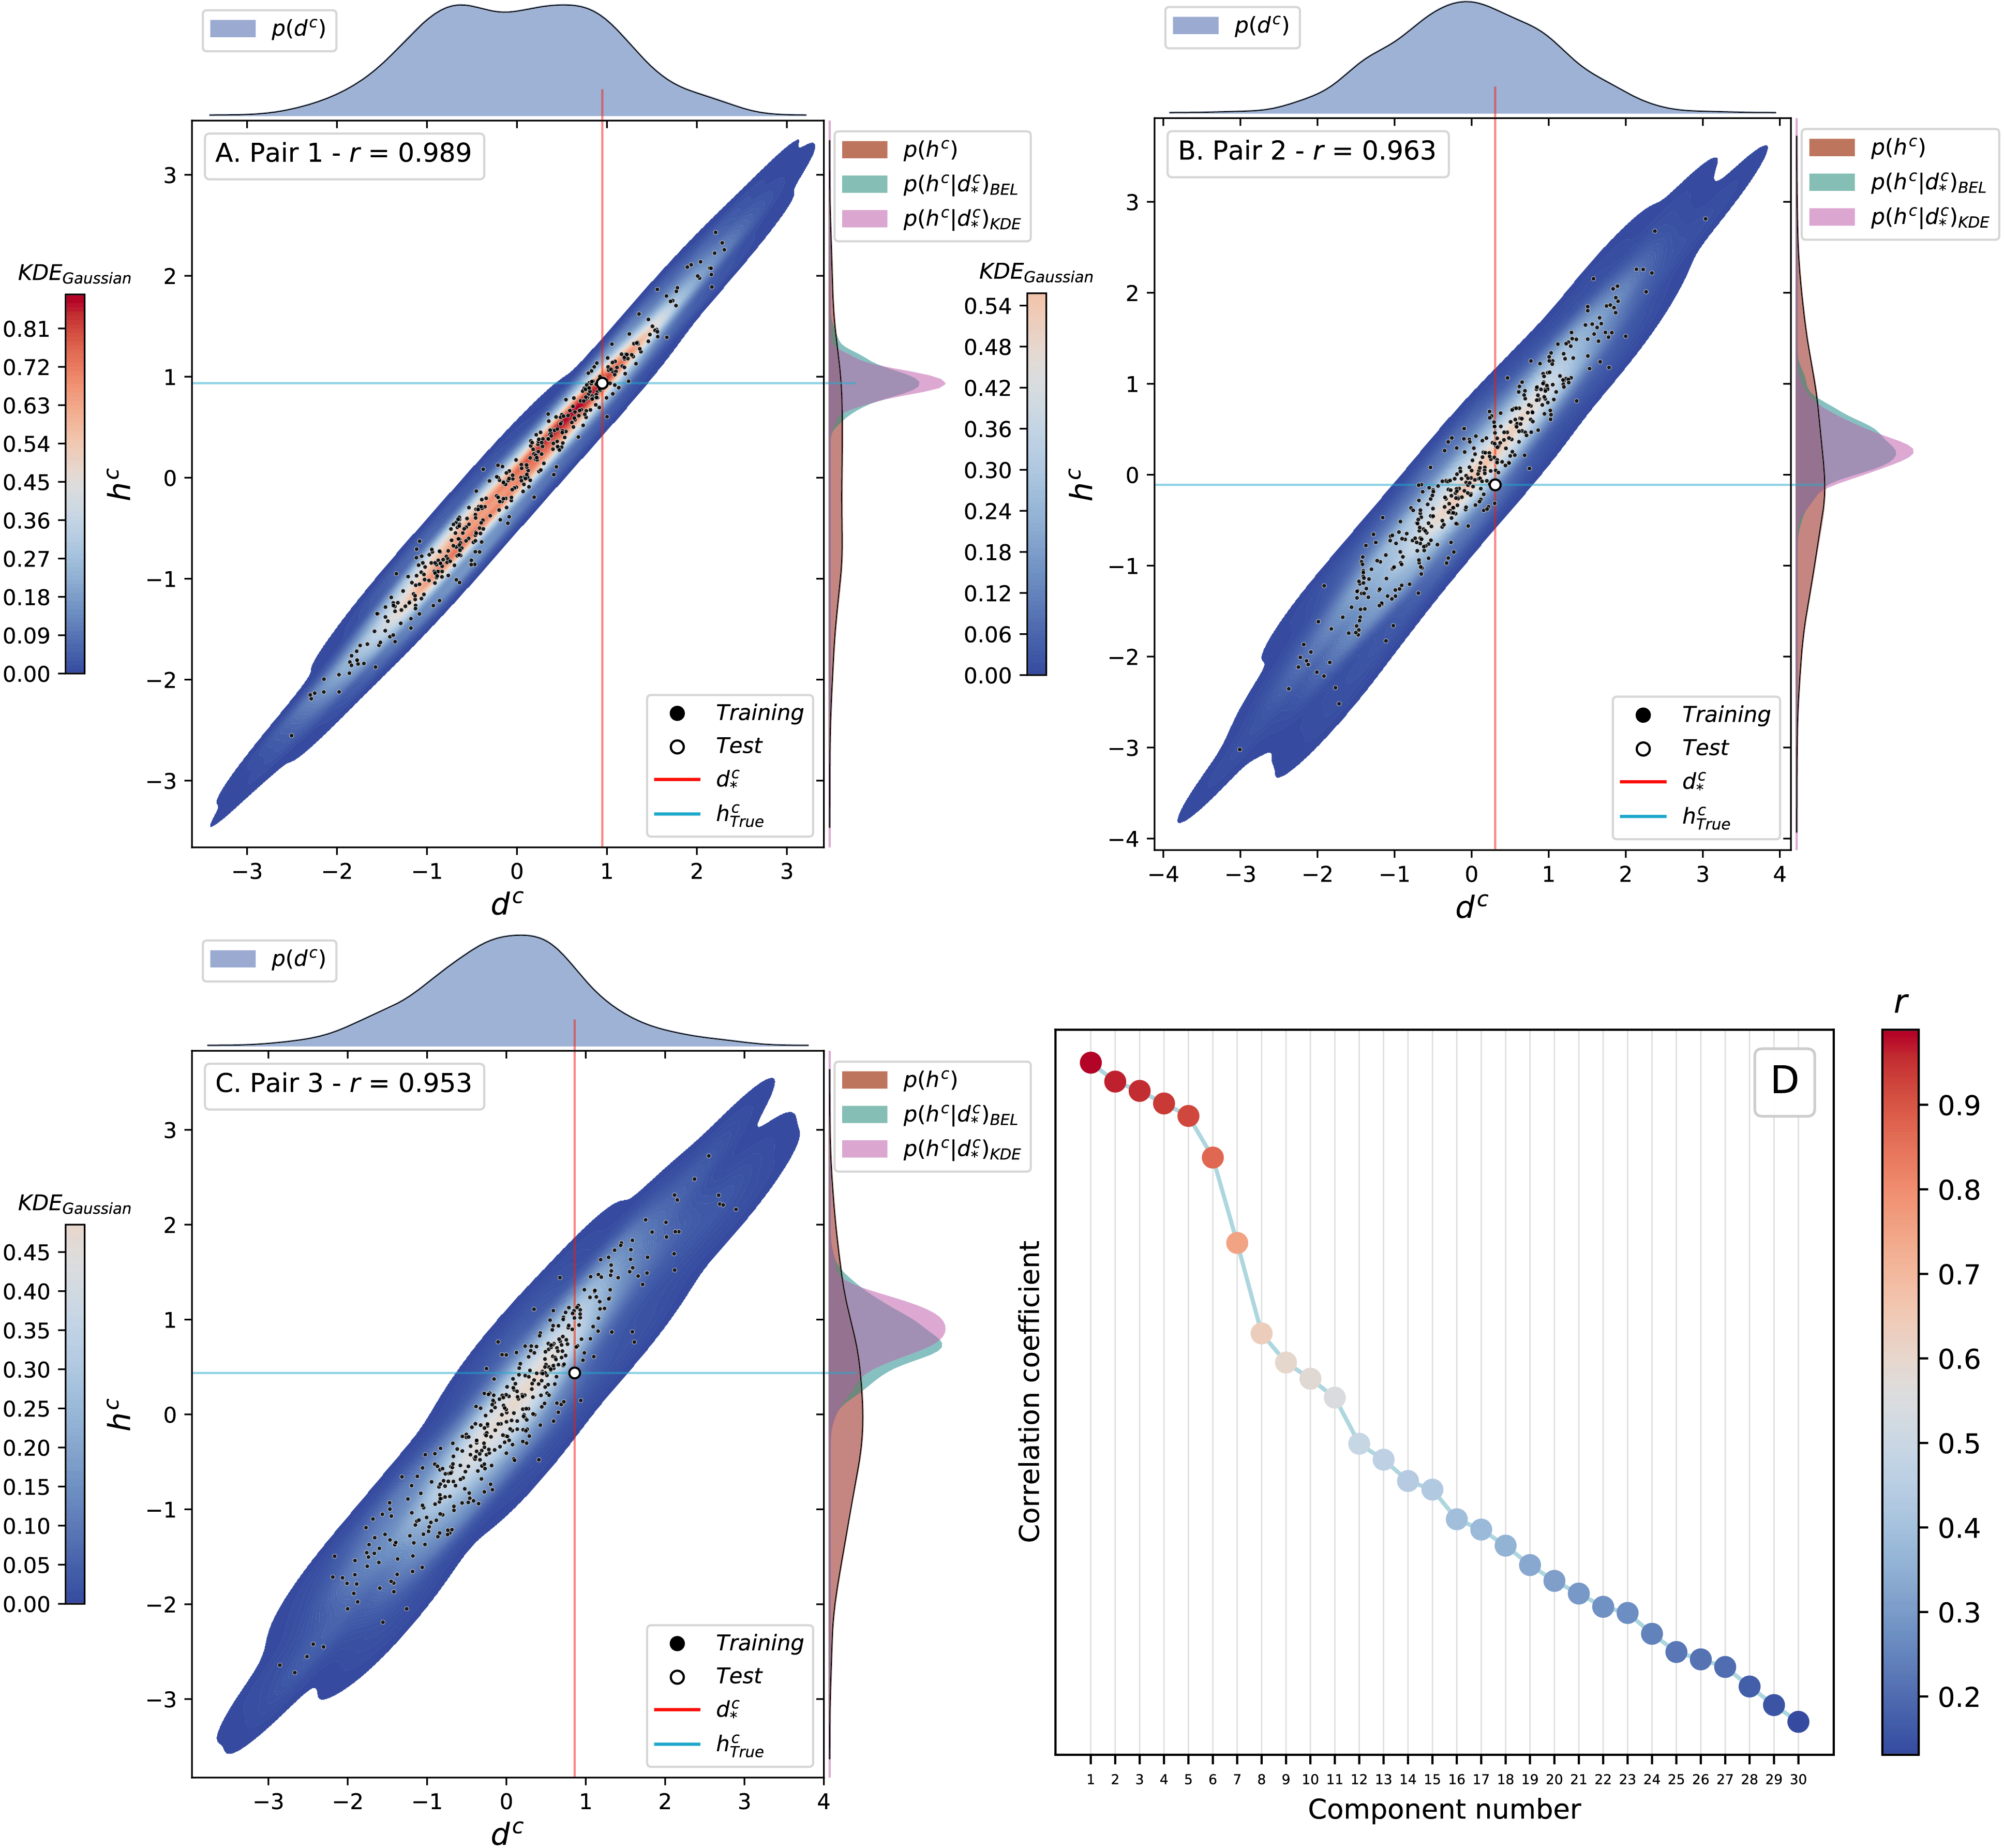 p(d^c)
A. Pair 1 - r = 0.989
p(h^c)
p(h^c|d^c_*)_BEL
p(h^c|d^c_*)_KDE
KDE_Gaussian
0.81
0.72
0.63
0.54
0.45
0.36
0.27
0.18
0.09
0.00
h^c
3
2
1
0
−1
−2
−3
Training
Test
d^c_*
h^c_True
−3 −2 −1 0 1 2 3
d^c
p(d^c)
B. Pair 2 - r = 0.963
p(h^c)
p(h^c|d^c_*)_BEL
p(h^c|d^c_*)_KDE
KDE_Gaussian
0.54
0.48
0.42
0.36
0.30
0.24
0.18
0.12
0.06
0.00
h^c
3
2
1
0
−1
−2
−3
−4
Training
Test
d^c_*
h^c_True
−4 −3 −2 −1 0 1 2 3 4
d^c
p(d^c)
C. Pair 3 - r = 0.953
p(h^c)
p(h^c|d^c_*)_BEL
p(h^c|d^c_*)_KDE
KDE_Gaussian
0.45
0.40
0.35
0.30
0.25
0.20
0.15
0.10
0.05
0.00
h^c
3
2
1
0
−1
−2
−3
Training
Test
d^c_*
h^c_True
−3 −2 −1 0 1 2 3 4
d^c
D
Correlation coefficient
1 2 3 4 5 6 7 8 9 10 11 12 13 14 15 16 17 18 19 20 21 22 23 24 25 26 27 28 29 30
Component number
r
0.9
0.8
0.7
0.6
0.5
0.4
0.3
0.2